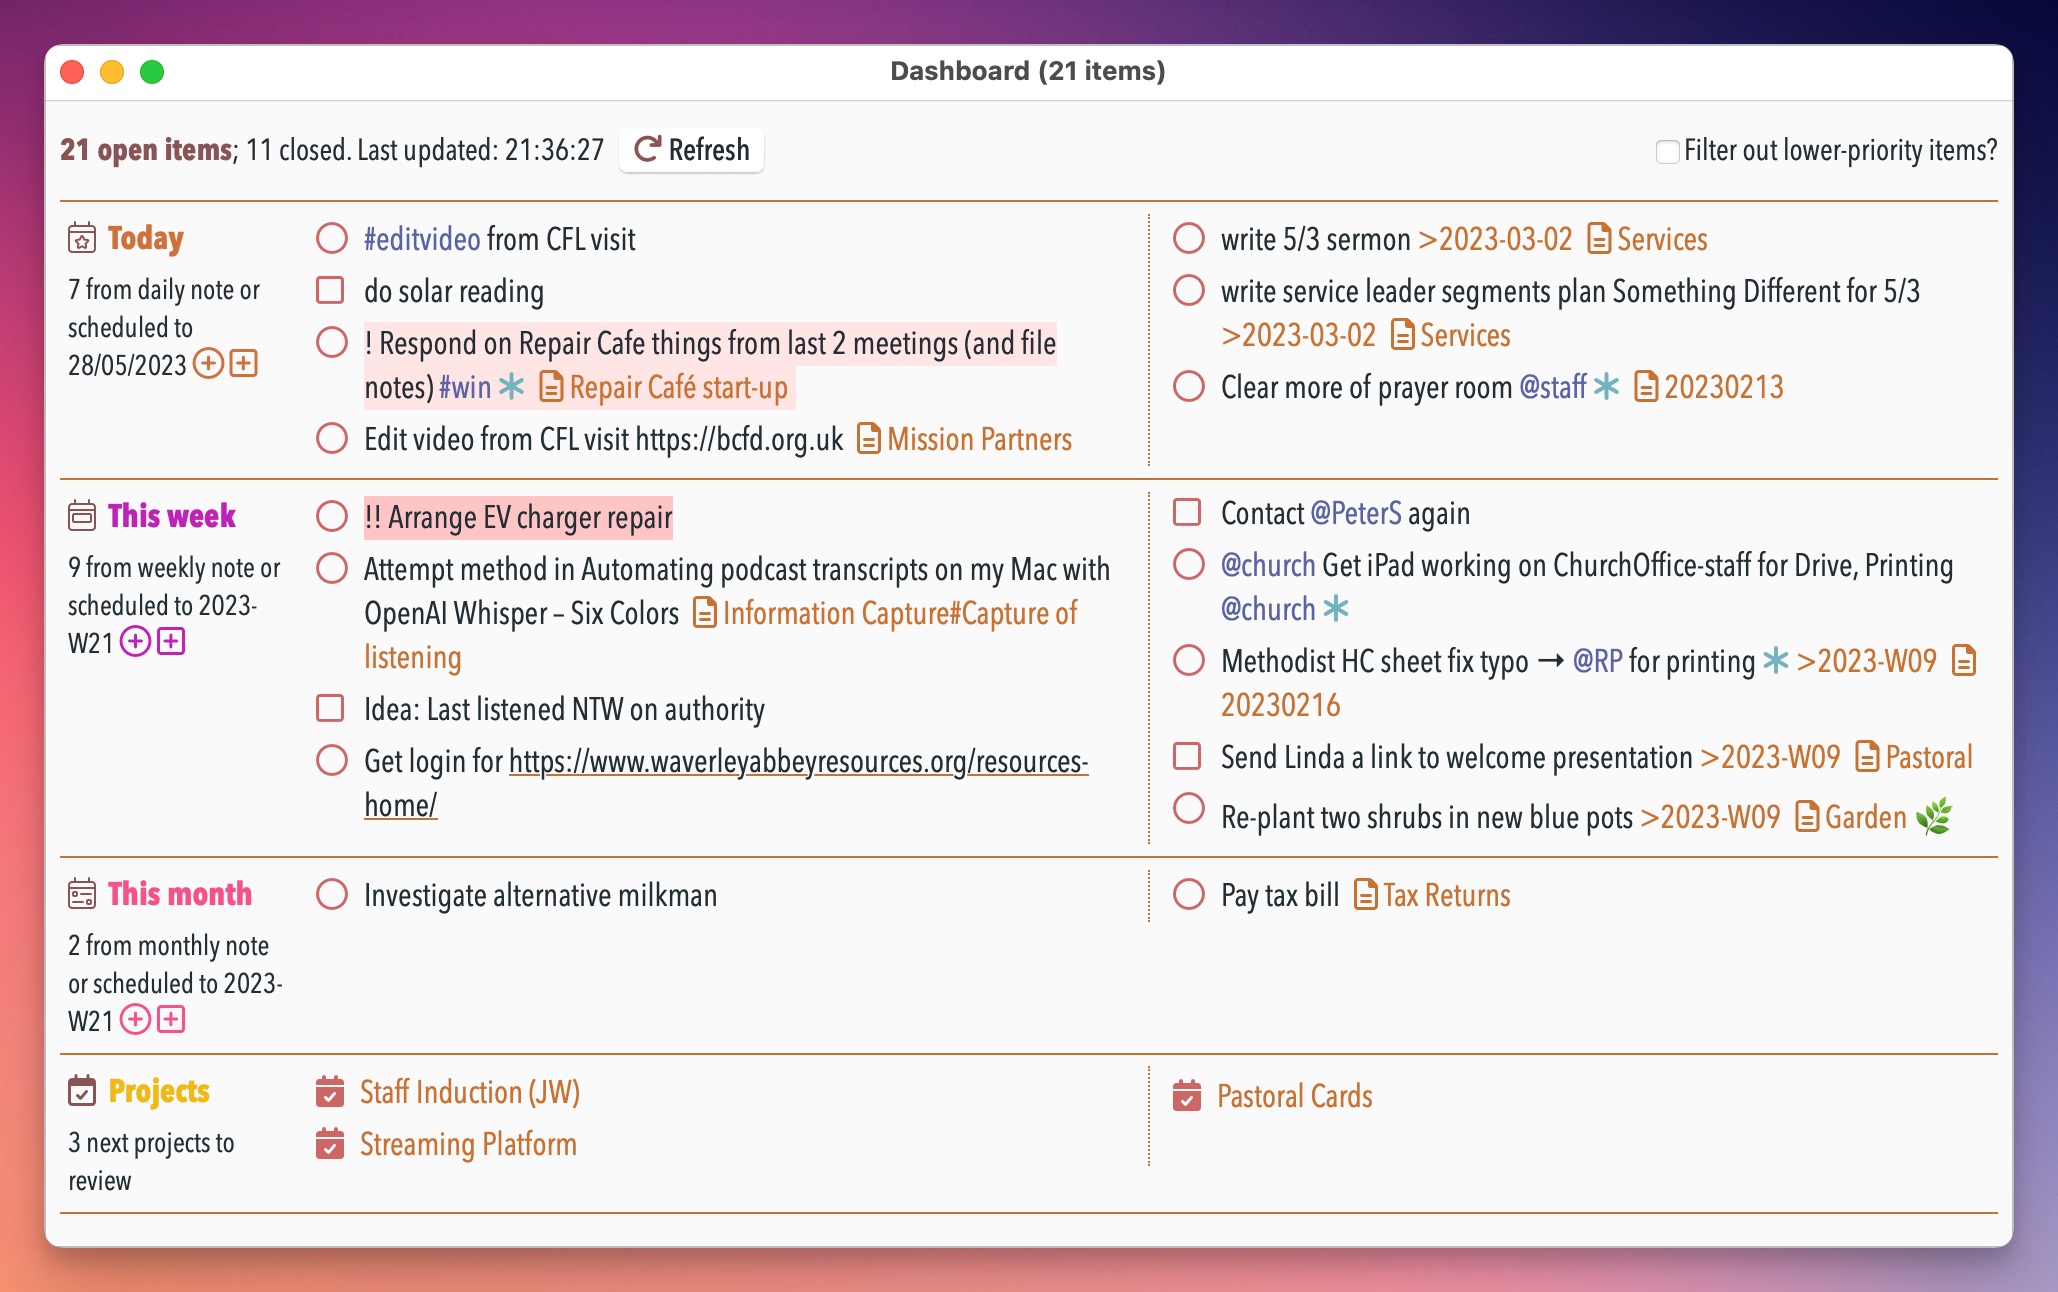 Dashboard (21 items)
21 open items; 11 closed. Last updated: 21:36:27 Refresh
Filter out lower-priority items?
Today
7 from daily note or
scheduled to
28/05/2023
#editvideo from CFL visit
do solar reading
! Respond on Repair Cafe things from last 2 meetings (and file
notes) #win Repair Café start-up
Edit video from CFL visit https://bcfd.org.uk Mission Partners
write 5/3 sermon >2023-03-02 Services
write service leader segments plan Something Different for 5/3
>2023-03-02 Services
Clear more of prayer room @staff 20230213
This week
9 from weekly note or
scheduled to 2023-
W21
!! Arrange EV charger repair
Attempt method in Automating podcast transcripts on my Mac with
OpenAI Whisper – Six Colors Information Capture#Capture of
listening
Idea: Last listened NTW on authority
Get login for https://www.waverleyabbeyresources.org/resources-
home/
Contact @PeterS again
@church Get iPad working on ChurchOffice-staff for Drive, Printing
@church
Methodist HC sheet fix typo → @RP for printing >2023-W09
20230216
Send Linda a link to welcome presentation >2023-W09 Pastoral
Re-plant two shrubs in new blue pots >2023-W09 Garden 🌿
This month
2 from monthly note
or scheduled to 2023-
W21
Investigate alternative milkman
Pay tax bill Tax Returns
Projects
3 next projects to
review
Staff Induction (JW)
Streaming Platform
Pastoral Cards